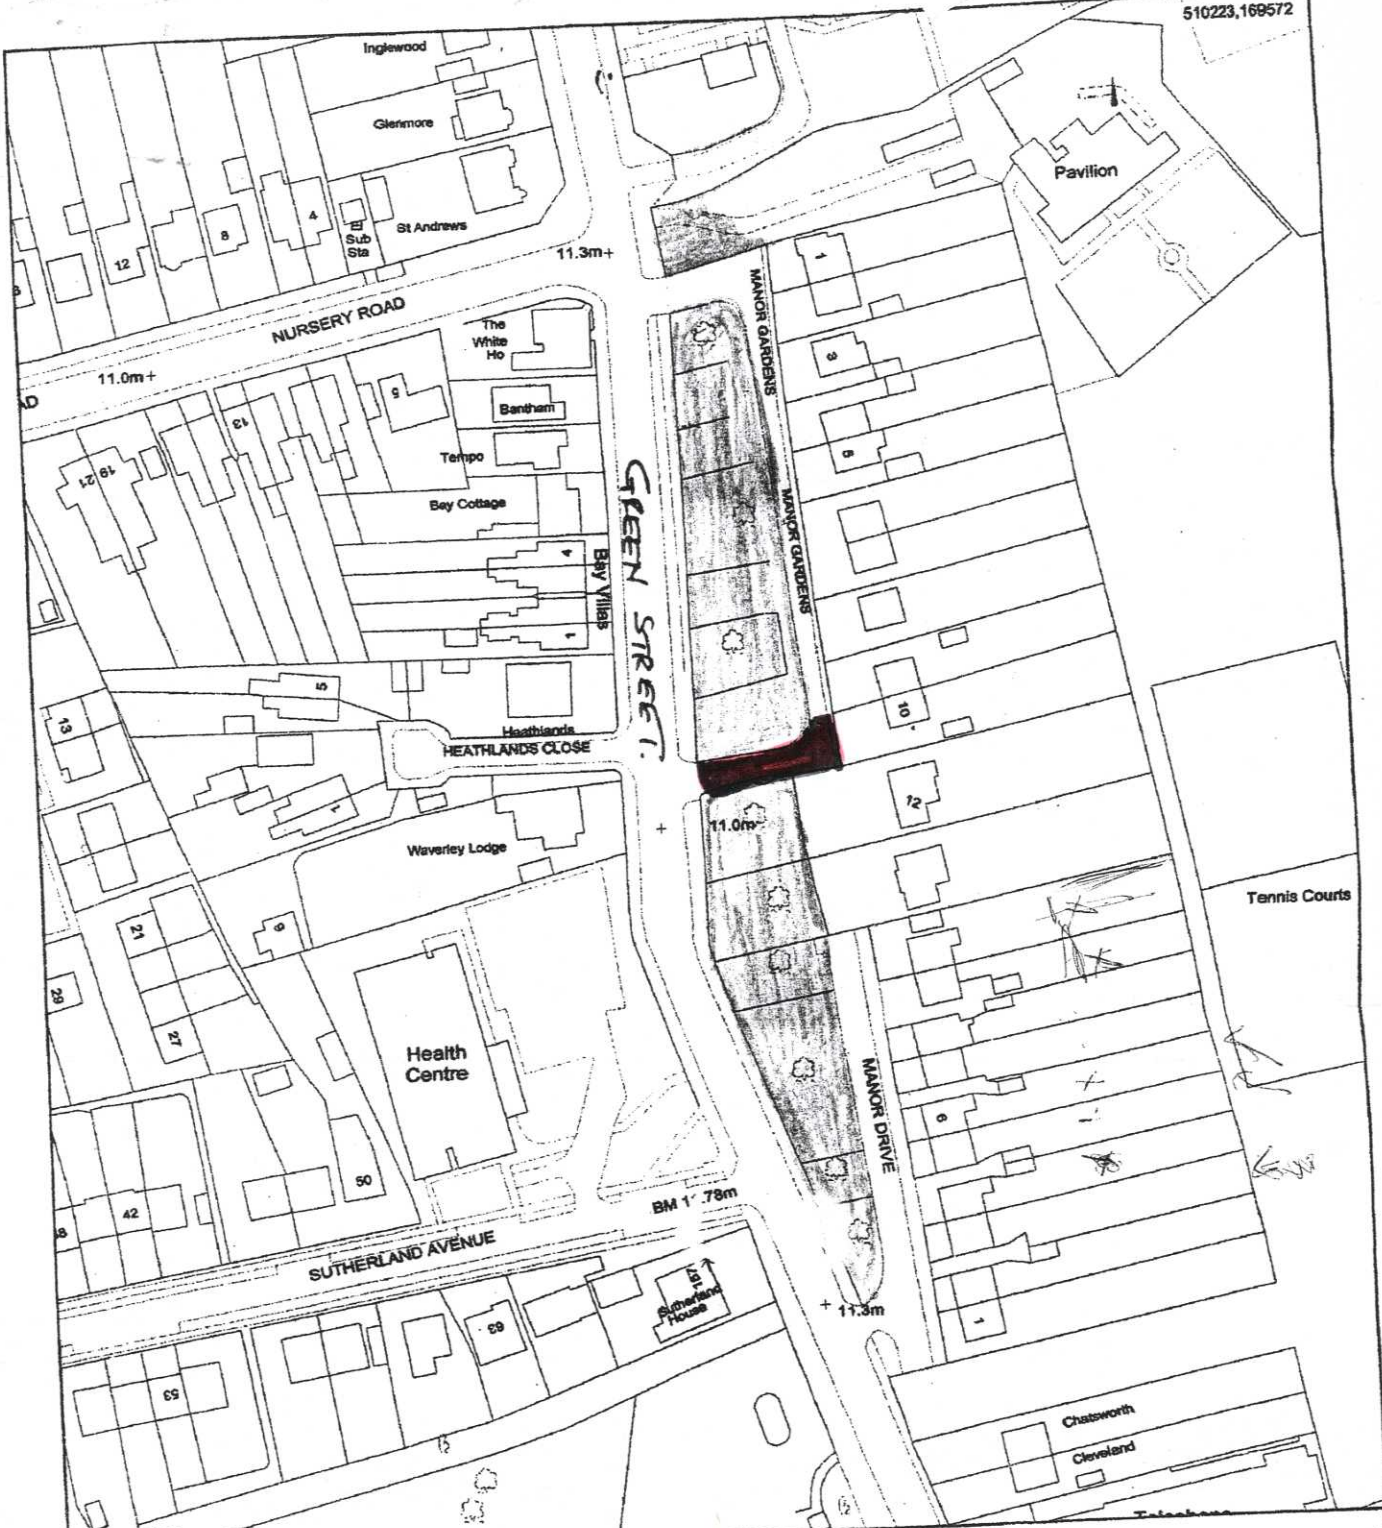 510223,169572
Inglewood
Glenmore
Pavilion
4
8
12
El
Sub
Sta
St Andrews
11.3m+
1
NURSERY ROAD
MANOR GARDENS
The
White
Ho
3
11.0m+
5
Bantham
13
19
21
Tempo
5
Bay Cottage
MANOR GARDENS
GREEN STREET.
4
Bay Villas
1
5
10
13
Heathlands
HEATHLANDS CLOSE
1
12
11.0m
Waverley Lodge
Tennis Courts
21
9
29
27
Health
Centre
MANOR DRIVE
6
50
42
BM 11.78m
SUTHERLAND AVENUE
157
Sutherland
House
11.3m
63
1
53
Chatsworth
Cleveland